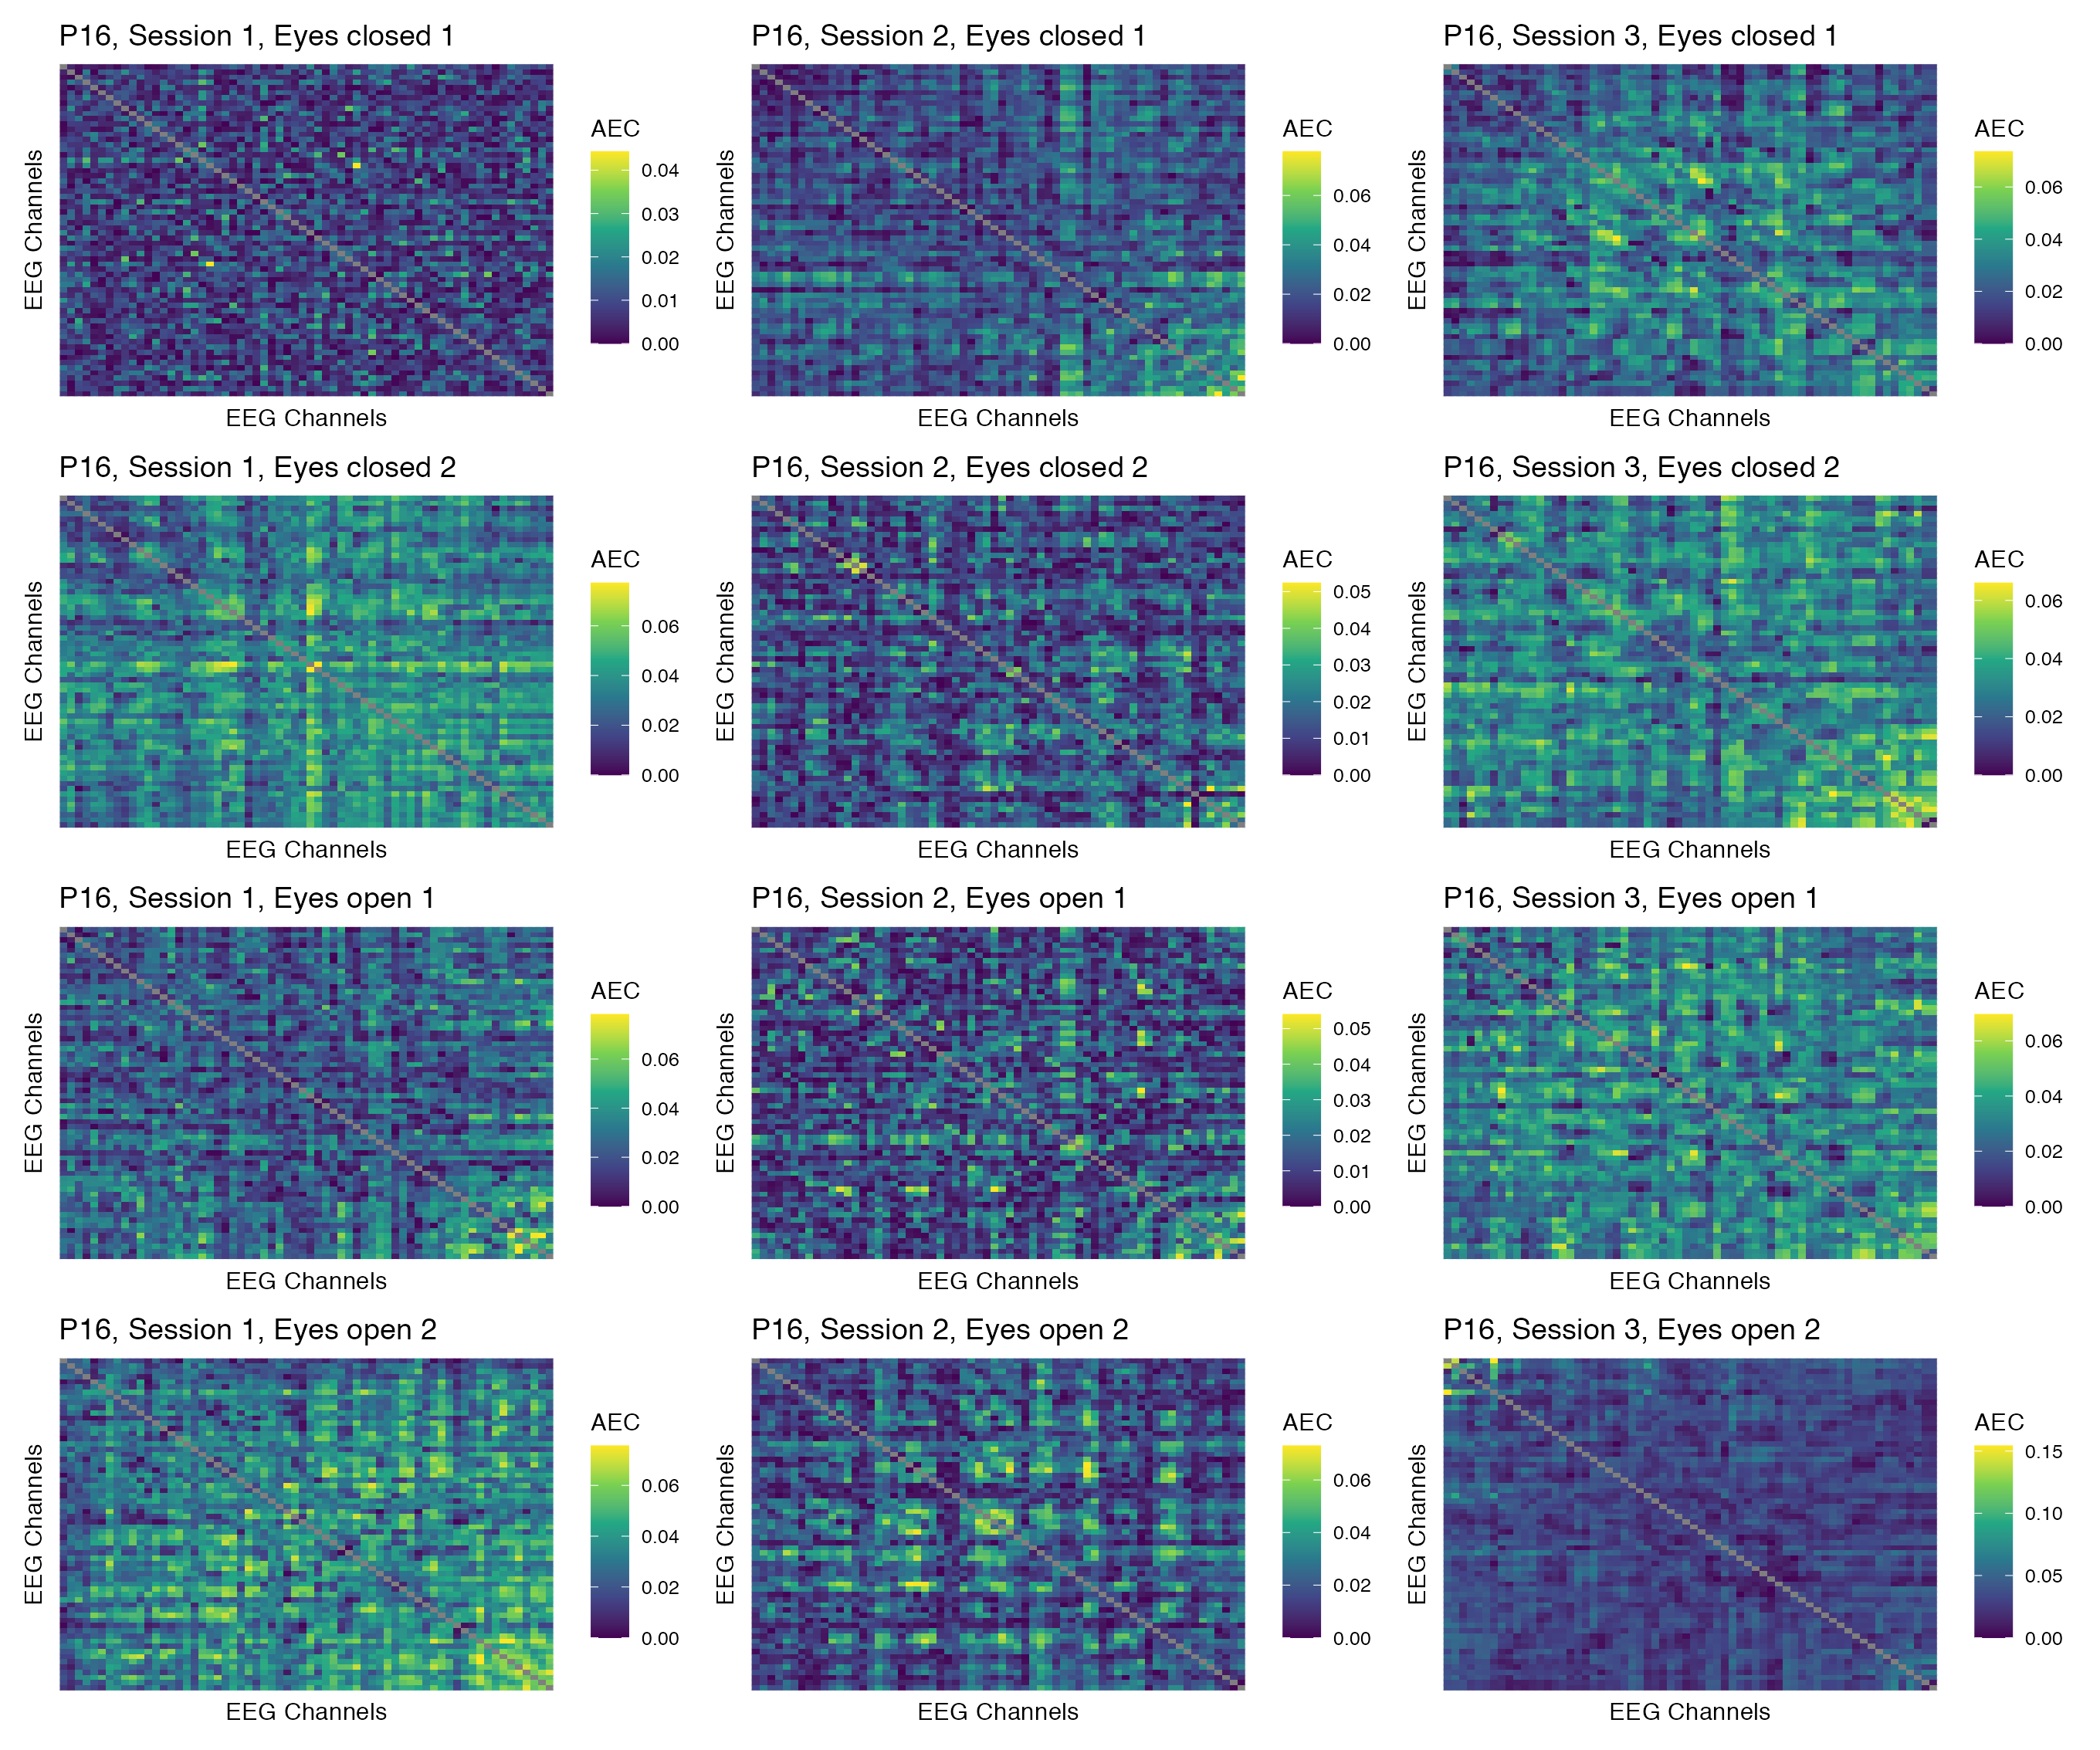 P16, Session 1, Eyes closed 1
EEG Channels
EEG Channels
AEC
0.04
0.03
0.02
0.01
0.00
P16, Session 2, Eyes closed 1
EEG Channels
EEG Channels
AEC
0.06
0.04
0.02
0.00
P16, Session 3, Eyes closed 1
EEG Channels
EEG Channels
AEC
0.06
0.04
0.02
0.00
P16, Session 1, Eyes closed 2
EEG Channels
EEG Channels
AEC
0.06
0.04
0.02
0.00
P16, Session 2, Eyes closed 2
EEG Channels
EEG Channels
AEC
0.05
0.04
0.03
0.02
0.01
0.00
P16, Session 3, Eyes closed 2
EEG Channels
EEG Channels
AEC
0.06
0.04
0.02
0.00
P16, Session 1, Eyes open 1
EEG Channels
EEG Channels
AEC
0.06
0.04
0.02
0.00
P16, Session 2, Eyes open 1
EEG Channels
EEG Channels
AEC
0.05
0.04
0.03
0.02
0.01
0.00
P16, Session 3, Eyes open 1
EEG Channels
EEG Channels
AEC
0.06
0.04
0.02
0.00
P16, Session 1, Eyes open 2
EEG Channels
EEG Channels
AEC
0.06
0.04
0.02
0.00
P16, Session 2, Eyes open 2
EEG Channels
EEG Channels
AEC
0.06
0.04
0.02
0.00
P16, Session 3, Eyes open 2
EEG Channels
EEG Channels
AEC
0.15
0.10
0.05
0.00